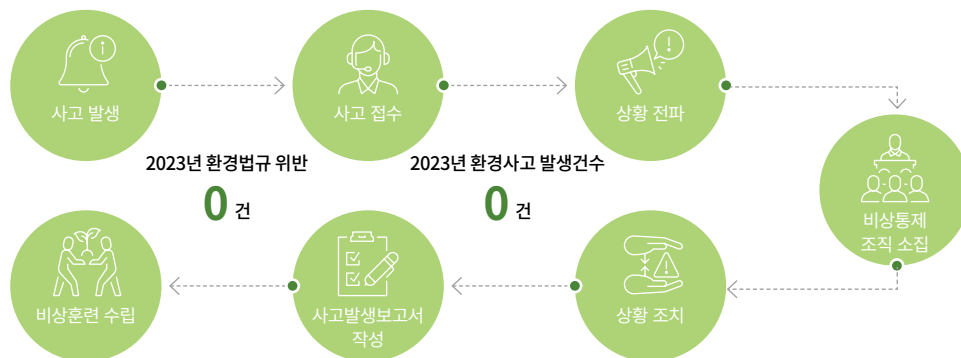 사고 발생
사고 접수
상황 전파
2023년 환경법규 위반
0 건
2023년 환경사고 발생건수
0 건
비상통제
조직 소집
상황 조치
사고발생보고서
작성
비상훈련 수립